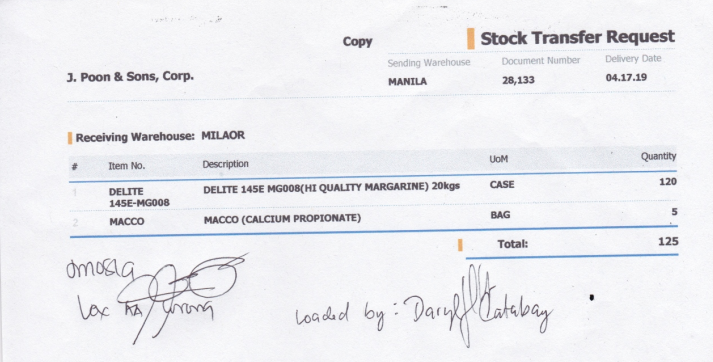 Copy
Stock Transfer Request
Sending Warehouse Document Number Delivery Date
J. Poon & Sons, Corp.
MANILA 28,133 04.17.19
Receiving Warehouse: MILAOR
# Item No. Description UoM Quantity
1 DELITE 145E-MG008 DELITE 145E MG008(HI QUALITY MARGARINE) 20kgs CASE 120
2 MACCO MACCO (CALCIUM PROPIONATE) BAG 5
Total: 125
Loaded by: Daryl Catabay